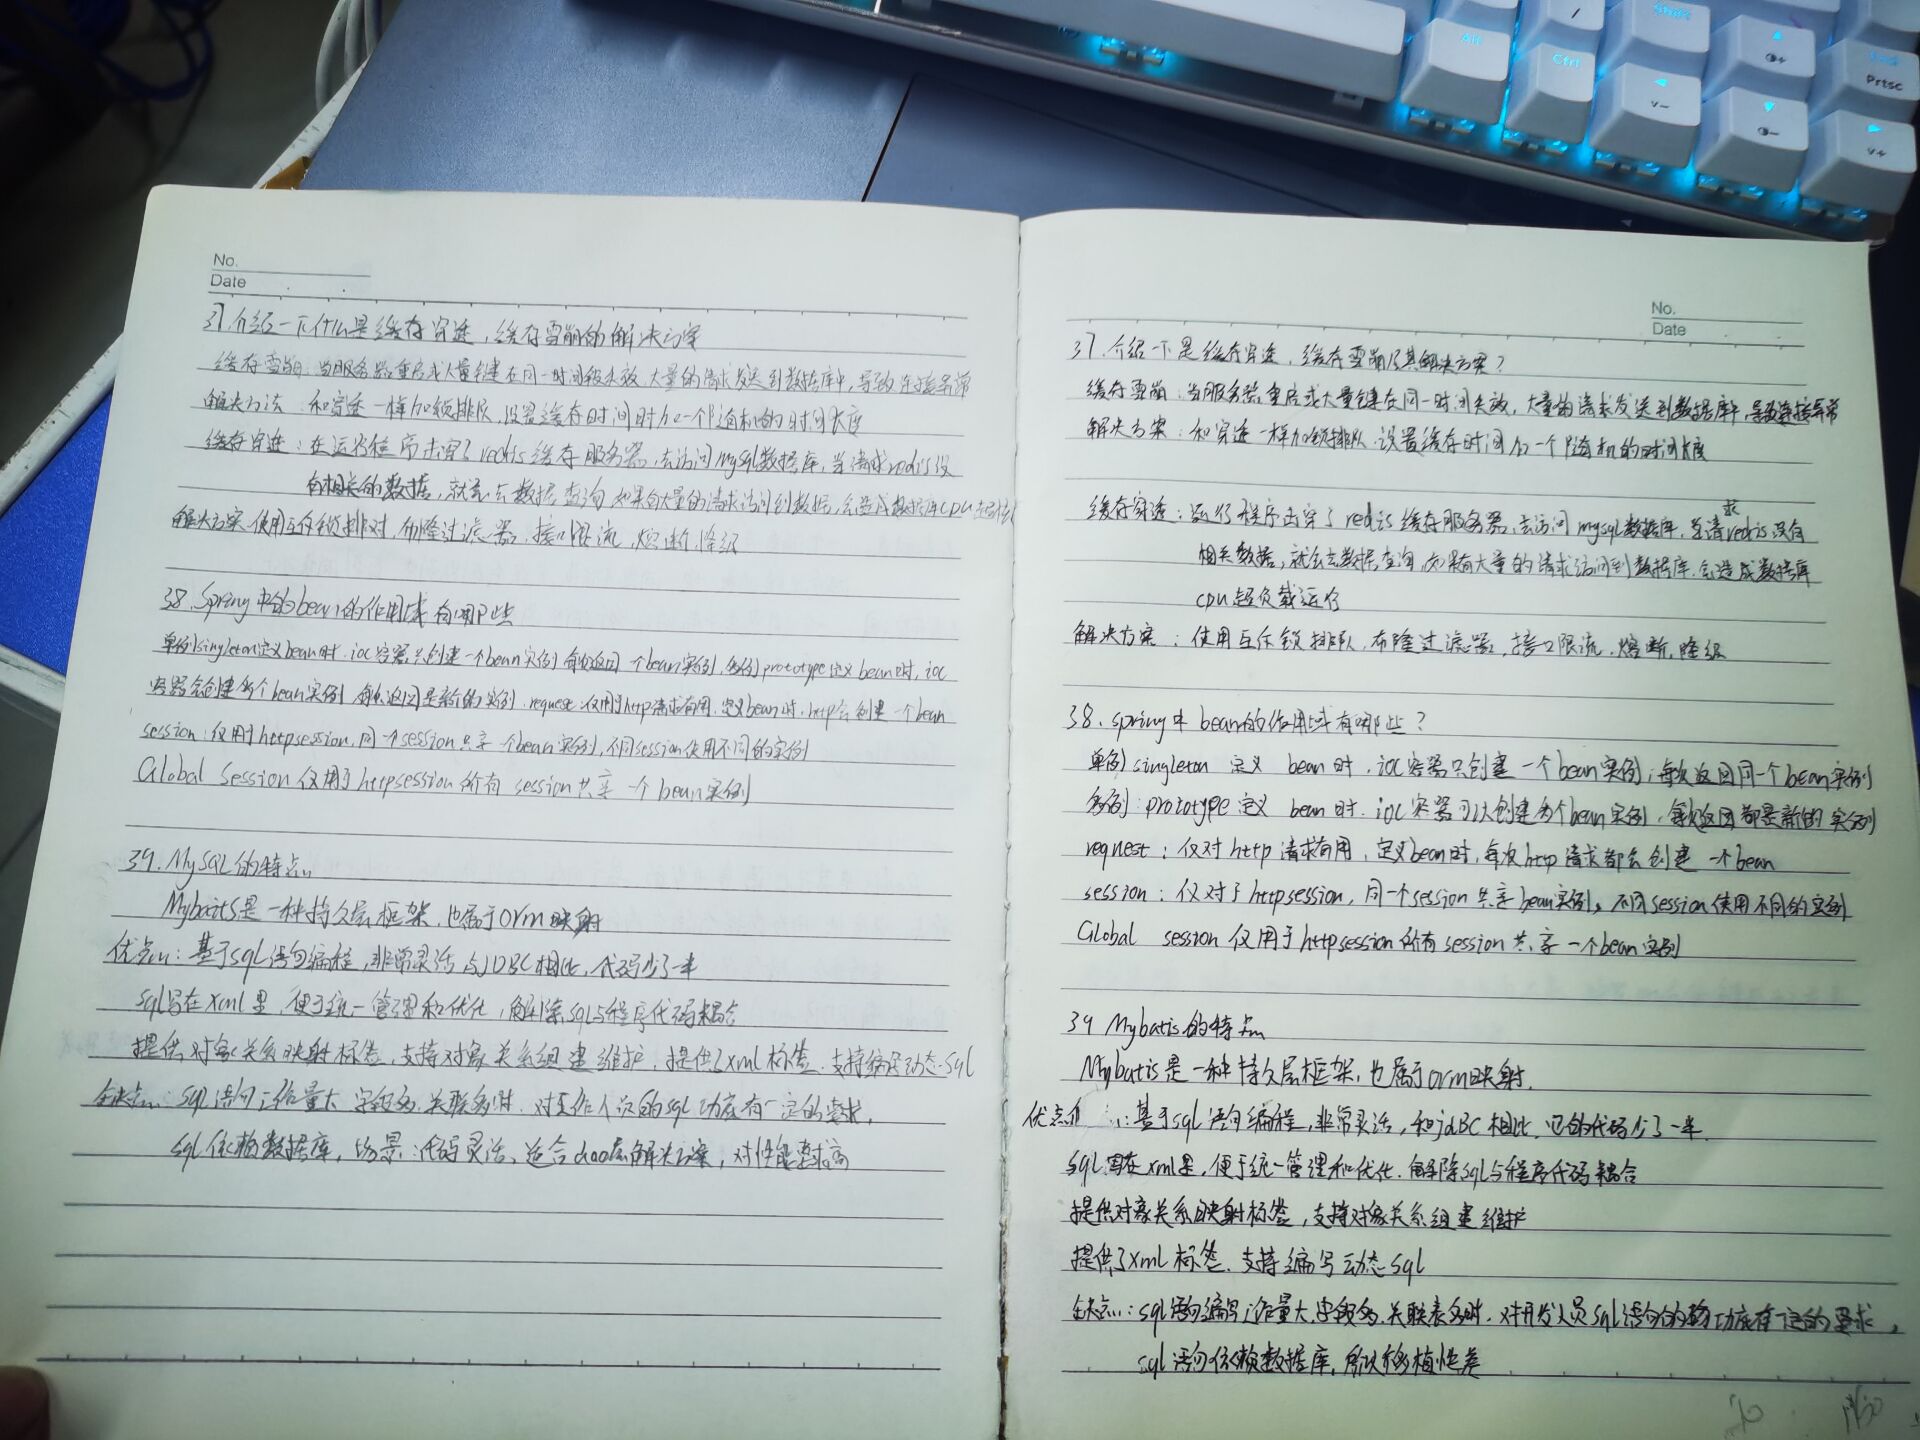 No.
Date
37.介绍一下什么是缓存穿透,缓存雪崩的解决方案
缓存雪崩:当服务器重启或大量创建在同一时间段失效,大量的请求发送到数据库中,导致连接异常
解决方法:和穿透一样加锁排队,设置缓存时间时加一个随机的时间长度
缓存穿透:在运行程序击穿了redis缓存服务器,去访问mysql数据库,当请求redis没
有相关的数据,就会去数据查询,如果有大量的请求访问到数据,会造成数据库CPU
解决方案:使用互斥锁排对,布隆过滤器,接口限流,熔断,降级
38.Spring中的bean的作用域有哪些
单例singleton定义bean时,ioc容器只创建一个bean实例,每次返回一个bean实例,多例prototype定义bean时,ioc
容器会创建多个bean实例,每次返回是新的实例,request:仅用于http请求有用,定义bean时,http会创建一个bean
session:仅用于httpsession,同一个session共享一个bean实例,不同session使用不同的实例
Global Session仅用于httpsession所有session共享一个bean实例
39.MySQL的特点
Mybaits是一种持久层框架,也属于orm映射
优点:基于sql语句编程,非常灵活,与JDBC相比,代码少了一半
sql写在xml里,便于统一管理和优化,解除sql与程序代码耦合
提供对象关系映射标签,支持对象关系组建维护,提供了xml标签,支持编写动态sql
缺点:sql语句工作量大,字段多,关联多时,对工作人员的sql功底有一定的要求,
sql依赖数据库,场景:代码灵活,适合dao层解决方案,对性能要求高
No.
Date
37.介绍一下是缓存穿透,缓存雪崩及其解决方案?
缓存雪崩:当服务器重启或大量创建在同一时间失效,大量的请求发送到数据库中,导致连接异常
解决方案:和穿透一样加锁排队,设置缓存时间加一个随机的时间长度
缓存穿透:运行程序击穿了redis缓存服务器,去访问mysql数据库,当请求redis没有
相关数据,就会去数据查询,如果有大量的请求访问到数据库,会造成数据库
cpu超负载运行
解决方案:使用互斥锁排队,布隆过滤器,接口限流,熔断,降级
38.spring中bean的作用域有哪些?
单例singleton 定义 bean时,ioc容器只创建一个bean实例,每次返回同一个bean实例
多例:prototype定义 bean时,ioc容器可以创建多个bean实例,每次返回都是新的实例
request:仅对http请求有用,定义bean时,每次http请求都会创建一个bean
session:仅对于httpsession,同一个session共享bean实例,不同session使用不同的实例
Global session仅用于httpsession所有session共享一个bean实例
39 Mybatis的特点
Mybatis是一种持久层框架,也属于orm映射.
优点:基于sql语句编程,非常灵活,和jdBC相比,它的代码少了一半.
sql写在xml里,便于统一管理和优化,解除sql与程序代码耦合
提供对象关系映射标签,支持对象关系组建维护
提供了xml标签,支持编写动态sql
缺点:sql语句编写工作量大,字段多,关联表多时,对开发人员sql语句的功底有一定的要求,
sql语句依赖数据库,所以移植性差
Alt
Ctrl
Shift
/
v-
v+
Prtsc